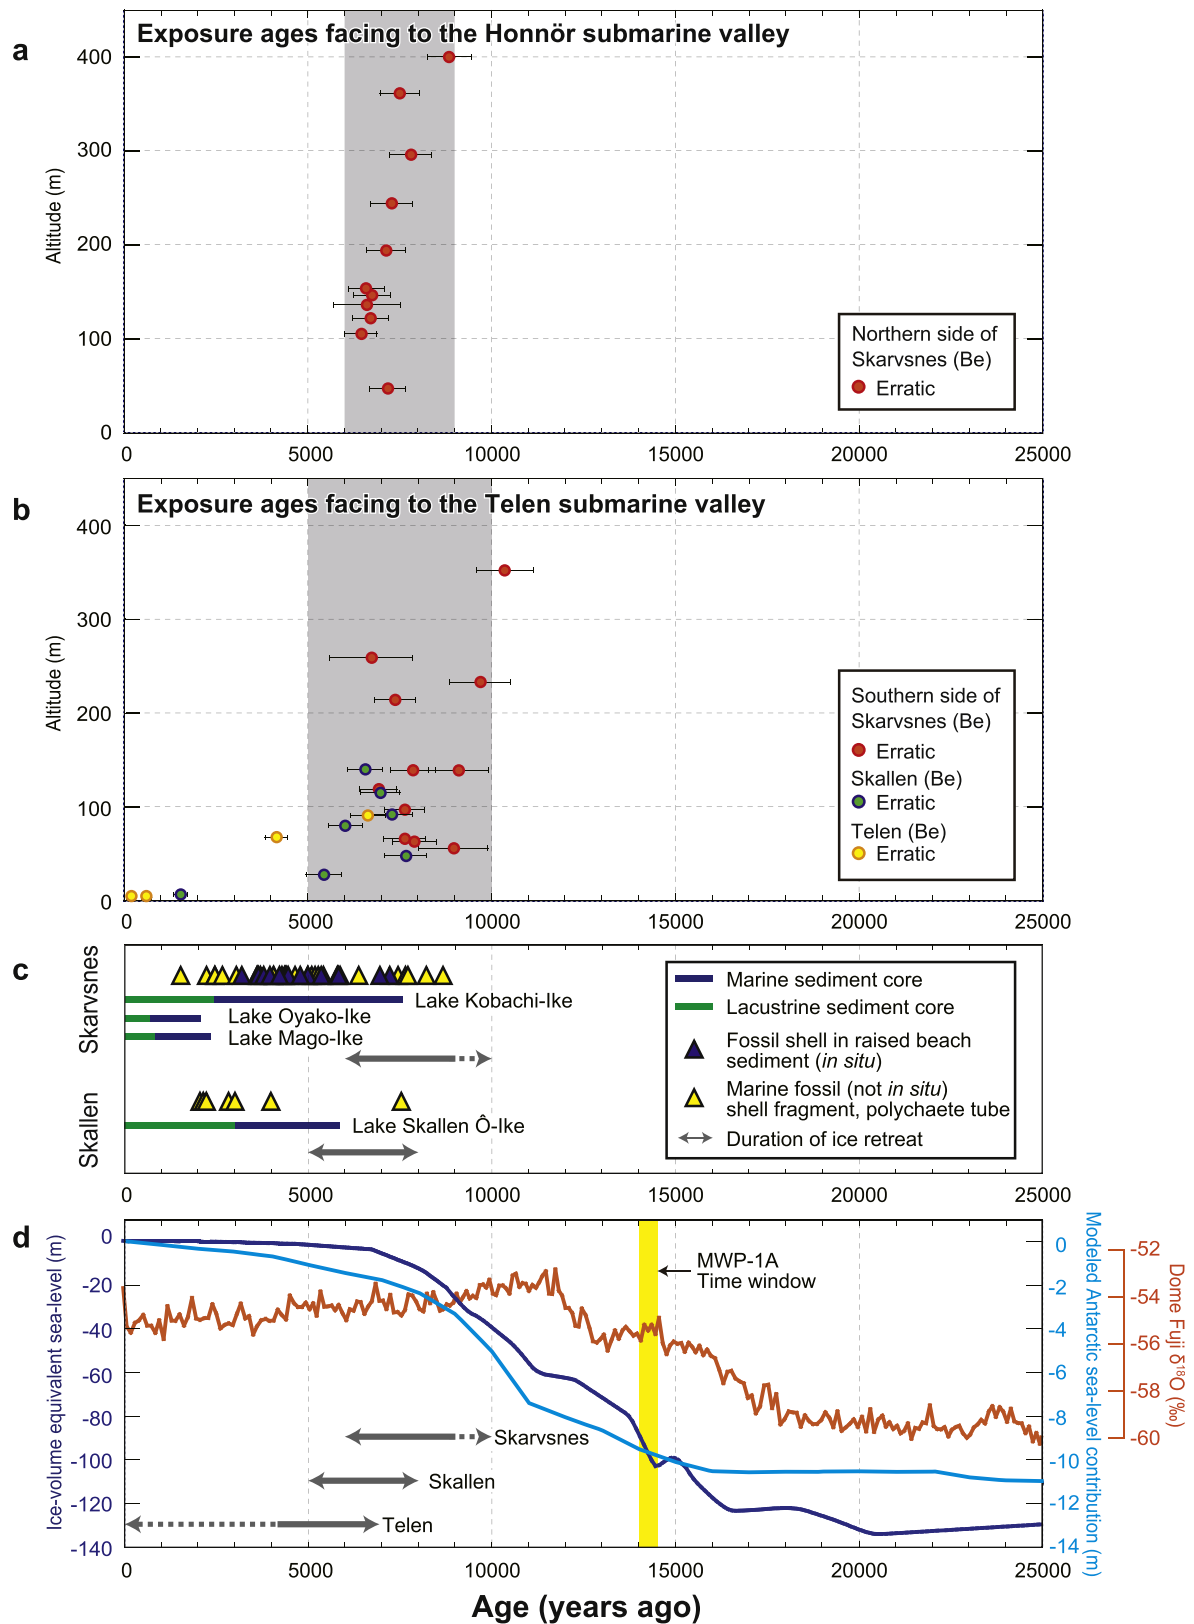 a
Exposure ages facing to the Honnör submarine valley
400
300
200
100
0
Altitude (m)
Northern side of
Skarvsnes (Be)
Erratic
5000
10000
15000
20000
25000
b
Exposure ages facing to the Telen submarine valley
400
300
200
100
0
Altitude (m)
Southern side of
Skarvsnes (Be)
Erratic
Skallen (Be)
Erratic
Telen (Be)
Erratic
0
5000
10000
15000
20000
25000
c
Skarvsnes
Lake Kobachi-Ike
Lake Oyako-Ike
Lake Mago-Ike
Skallen
Lake Skallen Ô-Ike
Marine sediment core
Lacustrine sediment core
Fossil shell in raised beach
sediment (in situ)
Marine fossil (not in situ)
shell fragment, polychaete tube
Duration of ice retreat
0
5000
10000
15000
20000
25000
d
Ice-volume equivalent sea-level (m)
0
-20
-40
-60
-80
-100
-120
-140
MWP-1A
Time window
Skarvsnes
Skallen
Telen
0
-2
-4
-6
-8
-10
-12
-14
Modeled Antarctic sea-level contribution (m)
-52
-54
-56
-58
-60
Dome Fuji δ18O (‰)
0
5000
10000
15000
20000
25000
Age (years ago)